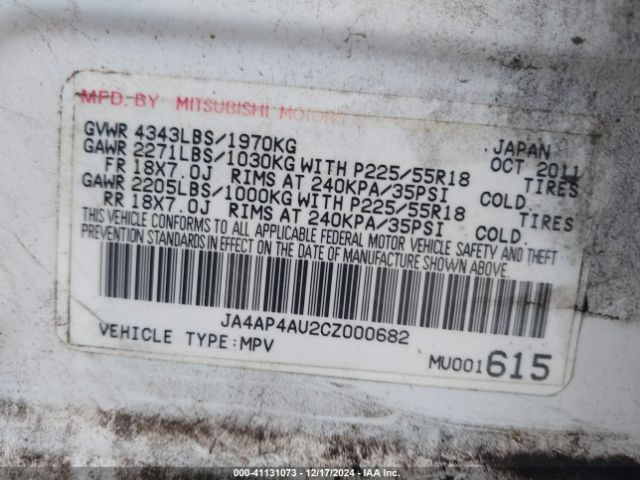 MFD. BY MITSUBISHI MOTORS
JAPAN
GVWR 4343LBS/1970KG OCT 2011
GAWR 2271LBS/1030KG WITH P225/55R18 TIRES
FR 18X7.0J RIMS AT 240KPA/35PSI COLD.
GAWR 2205LBS/1000KG WITH P225/55R18 TIRES
RR 18X7.0J RIMS AT 240KPA/35PSI COLD.
THIS VEHICLE CONFORMS TO ALL APPLICABLE FEDERAL MOTOR VEHICLE SAFETY AND THEFT
PREVENTION STANDARDS IN EFFECT ON THE DATE OF MANUFACTURE SHOWN ABOVE.
JA4AP4AU2CZ000682
VEHICLE TYPE:MPV
MU001615
000-41131073 - 12/17/2024 - IAA Inc.